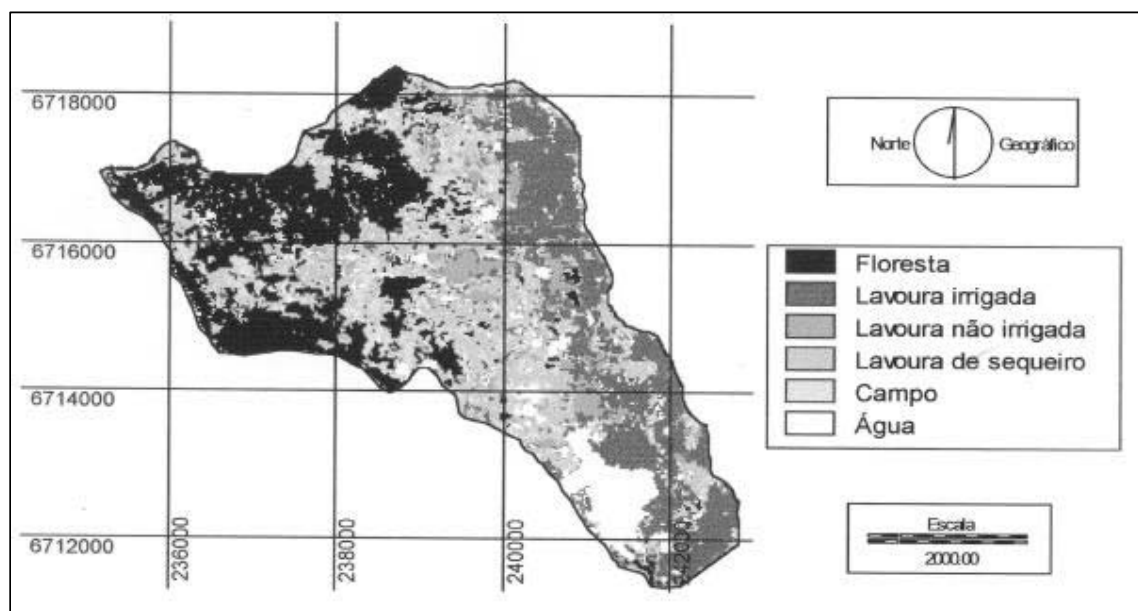 6718000
6716000
6714000
6712000
236000
238000
240000
242000
Norte Geográfico
Floresta
Lavoura irrigada
Lavoura não irrigada
Lavoura de sequeiro
Campo
Água
Escala
2000.00